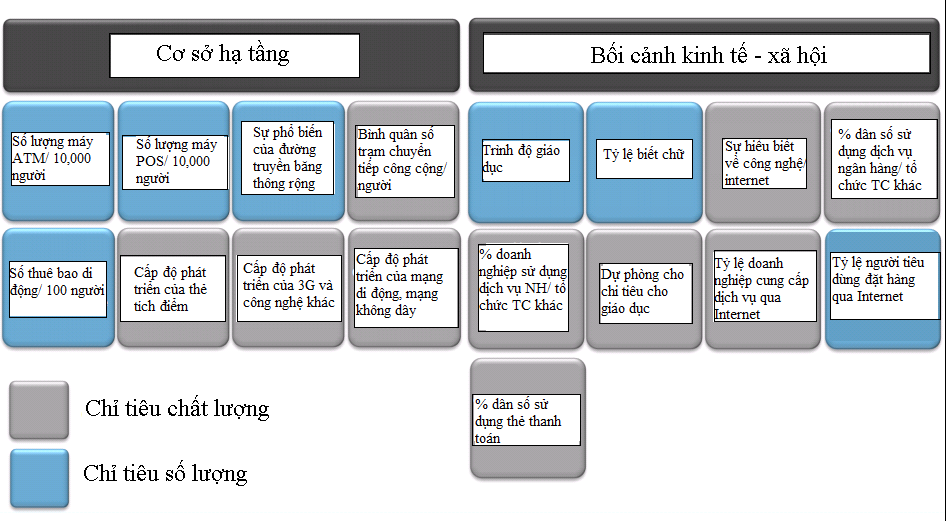 Cơ sở hạ tầng
Bối cảnh kinh tế - xã hội
Số lượng máy
ATM/ 10,000
người
Số lượng máy
POS/ 10,000
người
Sự phổ biến
của đường
truyền băng
thông rộng
Bình quân số
trạm chuyển
tiếp công cộng/
người
Trình độ giáo
dục
Tỷ lệ biết chữ
Sự hiểu biết
về công nghệ/
internet
% dân số sử
dụng dịch vụ
ngân hàng/ tổ
chức TC khác
Số thuê bao di
động/ 100 người
Cấp độ phát
triển của thẻ
tích điểm
Cấp độ phát
triển của 3G và
công nghệ khác
Cấp độ phát
triển của mạng
di động, mạng
không dây
% doanh
nghiệp sử dụng
dịch vụ NH/ tổ
chức TC khác
Dự phòng cho
chi tiêu cho
giáo dục
Tỷ lệ doanh
nghiệp cung cấp
dịch vụ qua
Internet
Tỷ lệ người tiêu
dùng đặt hàng
qua Internet
% dân số sử
dụng thẻ thanh
toán
Chỉ tiêu chất lượng
Chỉ tiêu số lượng